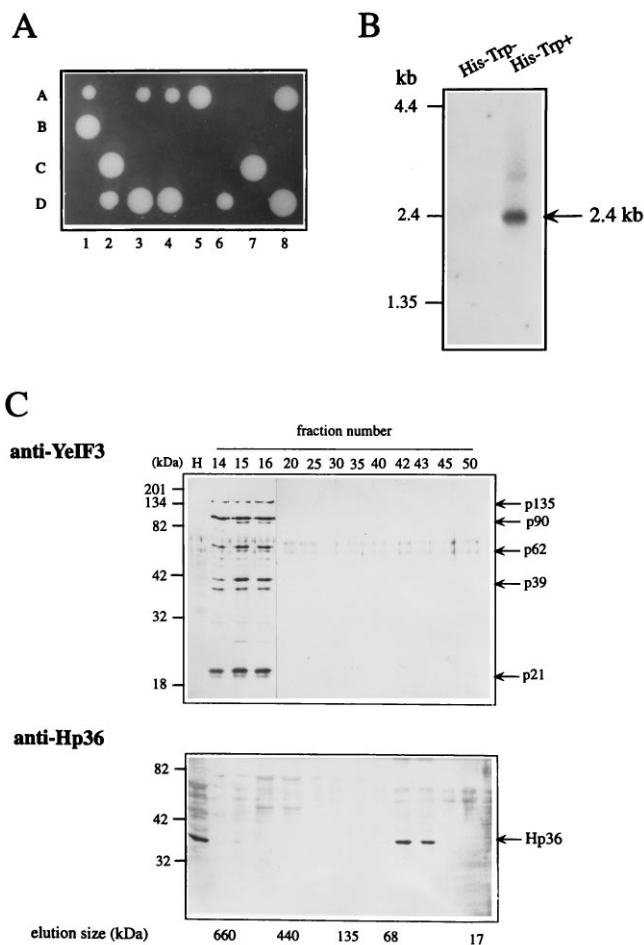 A
A
B
C
D
1 2 3 4 5 6 7 8
B
His-Trp-
His-Trp+
kb
4.4
2.4
1.35
2.4 kb
C
anti-YeIF3
fraction number
(kDa) H 14 15 16 20 25 30 35 40 42 43 45 50
201
134
82
42
32
18
p135
p90
p62
p39
p21
anti-Hp36
82
42
32
Hp36
elution size (kDa) 660 440 135 68 17